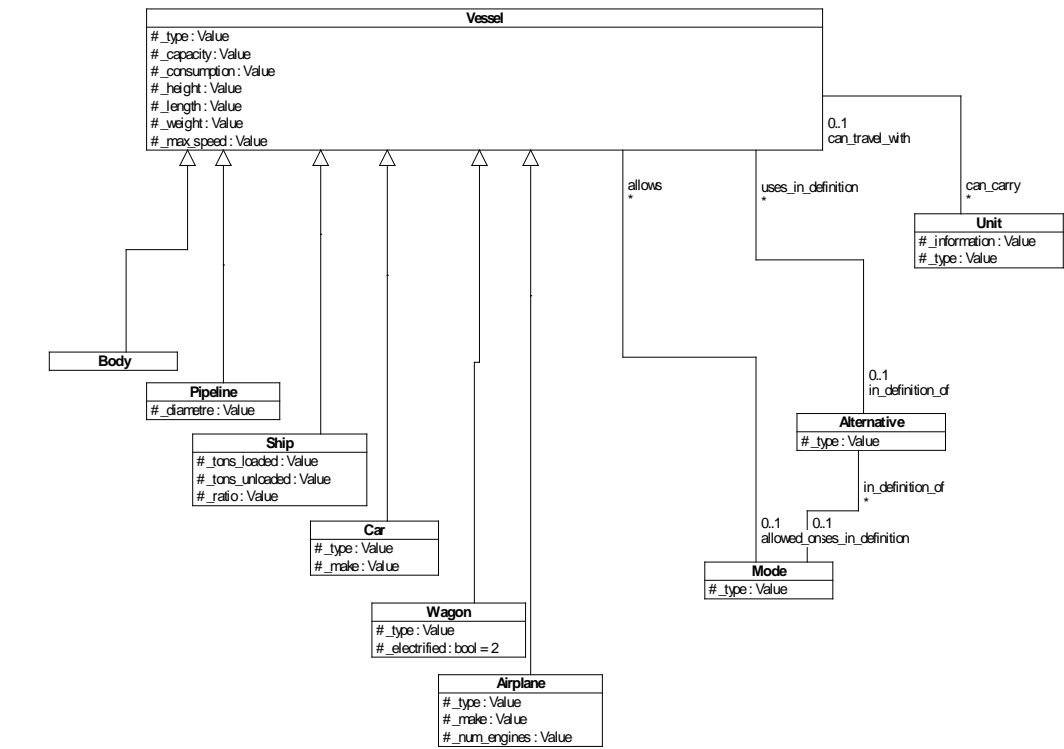 Vessel
# _type : Value
# _capacity : Value
# _consumption : Value
# _height : Value
# _length : Value
# _weight : Value
# _max_speed : Value
0..1
can_travel_with
allows
*
uses_in_definition
*
can_carry
*
Unit
# _information : Value
# _type : Value
Body
Pipeline
# _diametre : Value
0..1
in_definition_of
Alternative
# _type : Value
Ship
# _tons_loaded : Value
# _tons_unloaded : Value
# _ratio : Value
in_definition_of
*
Car
# _type : Value
# _make : Value
0..1 0..1
allowed_onses_in_definition
Mode
# _type : Value
Wagon
# _type : Value
# _electrified : bool = 2
Airplane
# _type : Value
# _make : Value
# _num_engines : Value